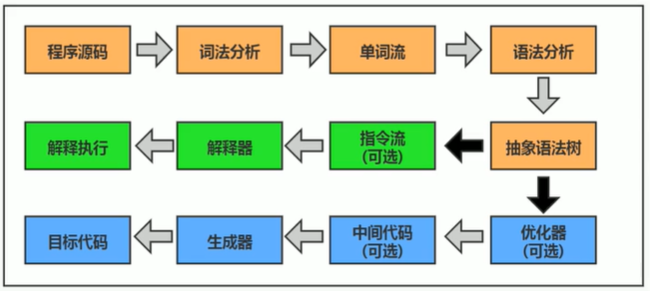 程序源码
词法分析
单词流
语法分析
解释执行
解释器
指令流
(可选)
抽象语法树
目标代码
生成器
中间代码
(可选)
优化器
(可选)